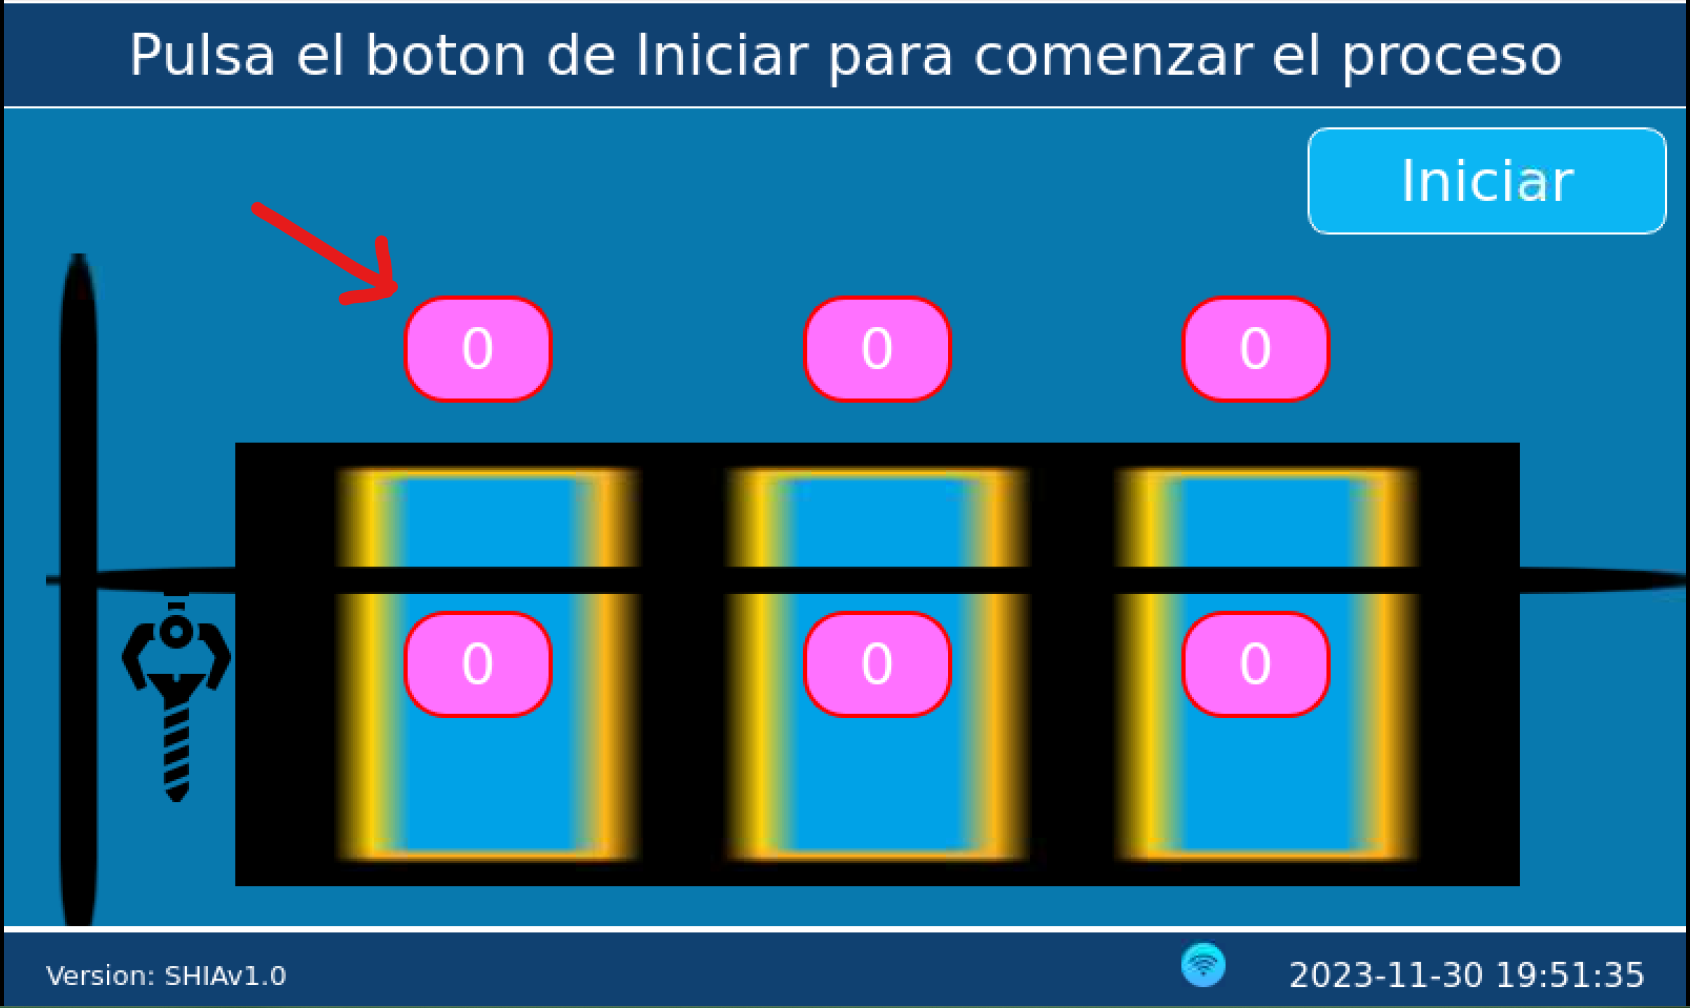 Pulsa el boton de Iniciar para comenzar el proceso
Iniciar
0 0 0
0 0 0
Version: SHIAv1.0 2023-11-30 19:51:35